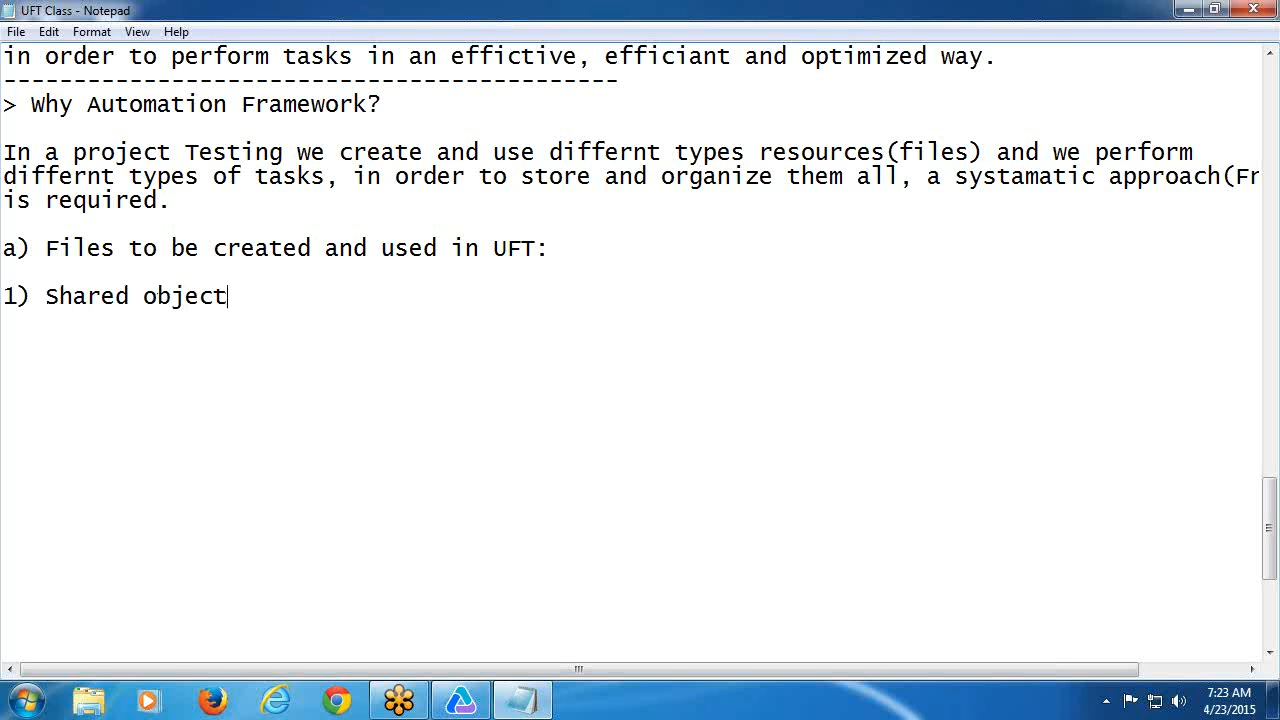 UFT Class - Notepad
File Edit Format View Help
in order to perform tasks in an effictive, efficiant and optimized way.
--------------------------------------------
> Why Automation Framework?
In a project Testing we create and use differnt types resources(files) and we perform
differnt types of tasks, in order to store and organize them all, a systamatic approach(Fr
is required.
a) Files to be created and used in UFT:
1) Shared object
7:23 AM
4/23/2015